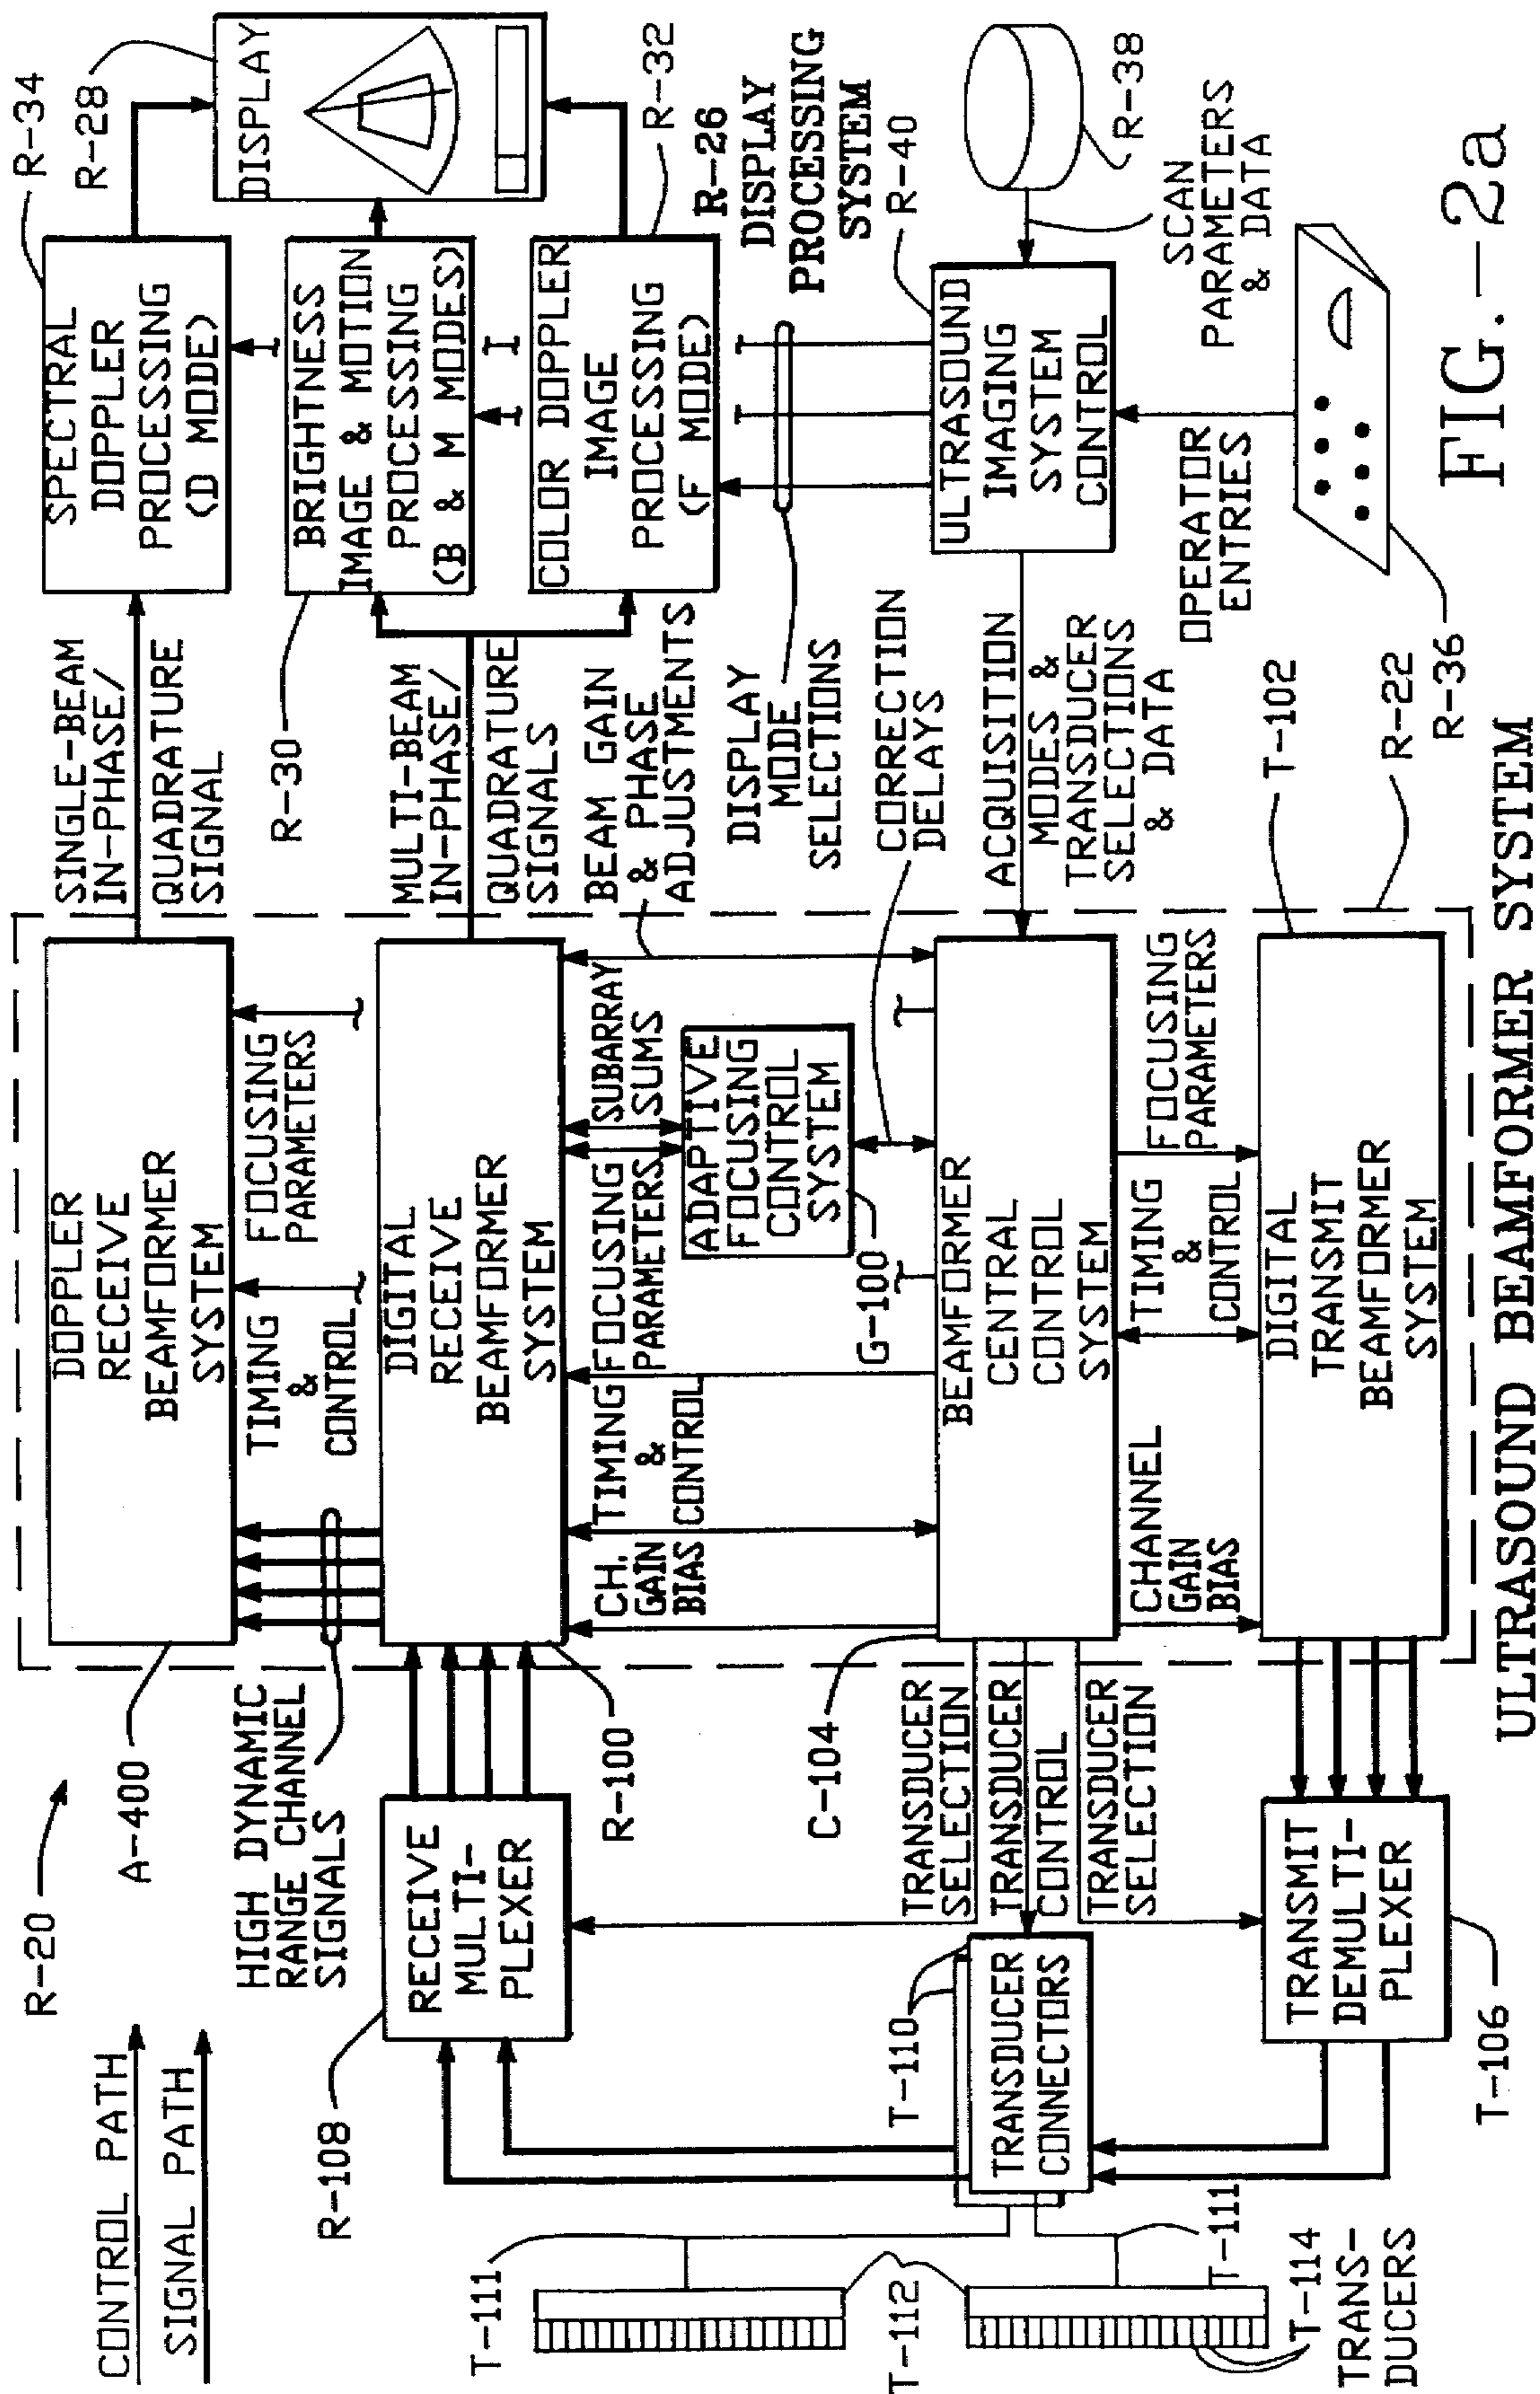 CONTROL PATH
SIGNAL PATH
R-20
A-400
HIGH DYNAMIC
RANGE CHANNEL
SIGNALS
DOPPLER
RECEIVE
BEAMFORMER
SYSTEM
SINGLE-BEAM
IN-PHASE/
QUADRATURE
SIGNAL
SPECTRAL
DOPPLER
PROCESSING
(D MODE)
R-34
R-28
DISPLAY
TIMING
&
CONTROL
FOCUSING
PARAMETERS
R-30
BRIGHTNESS
IMAGE & MOTION
PROCESSING
(B & M MODES)
R-108
RECEIVE
MULTI-
PLEXER
R-100
DIGITAL
RECEIVE
BEAMFORMER
SYSTEM
MULTI-BEAM
IN-PHASE/
QUADRATURE
SIGNALS
COLOR DOPPLER
IMAGE
PROCESSING
(F MODE)
R-32
R-26
DISPLAY
PROCESSING
SYSTEM
CH.
GAIN
BIAS
TIMING
&
CONTROL
FOCUSING
PARAMETERS
SUBARRAY
SUMS
BEAM GAIN
& PHASE
ADJUSTMENTS
ADAPTIVE
FOCUSING
CONTROL
SYSTEM
G-100
DISPLAY
MODE
SELECTIONS
CORRECTION
DELAYS
R-40
R-38
C-104
TRANSDUCER
SELECTION
TRANSDUCER
CONTROL
TRANSDUCER
SELECTION
BEAMFORMER
CENTRAL
CONTROL
SYSTEM
ACQUISITION
MODES &
TRANSDUCER
SELECTIONS
& DATA
ULTRASOUND
IMAGING
SYSTEM
CONTROL
SCAN
PARAMETERS
& DATA
T-110
TRANSDUCER
CONNECTORS
CHANNEL
GAIN
BIAS
TIMING
&
CONTROL
FOCUSING
PARAMETERS
OPERATOR
ENTRIES
T-111
T-112
T-111
T-114
TRANS-
DUCERS
TRANSMIT
DEMULTI-
PLEXER
T-106
DIGITAL
TRANSMIT
BEAMFORMER
SYSTEM
T-102
R-22
R-36
ULTRASOUND BEAMFORMER SYSTEM
FIG.-2a